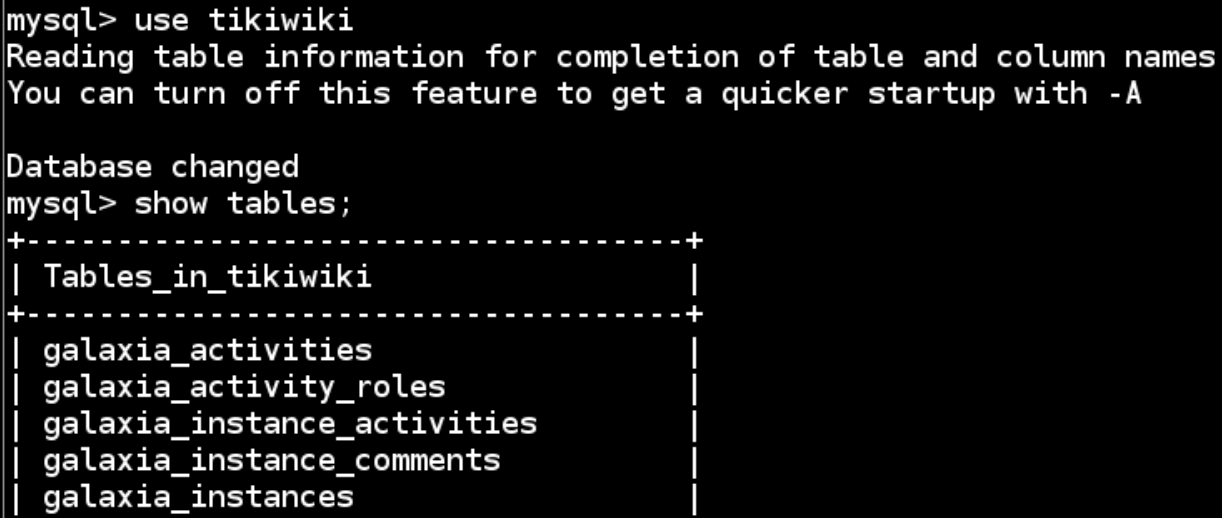 mysql> use tikiwiki
Reading table information for completion of table and column names
You can turn off this feature to get a quicker startup with -A

Database changed
mysql> show tables;
+------------------------------------+
| Tables_in_tikiwiki                 |
+------------------------------------+
| galaxia_activities                 |
| galaxia_activity_roles             |
| galaxia_instance_activities        |
| galaxia_instance_comments          |
| galaxia_instances                  |